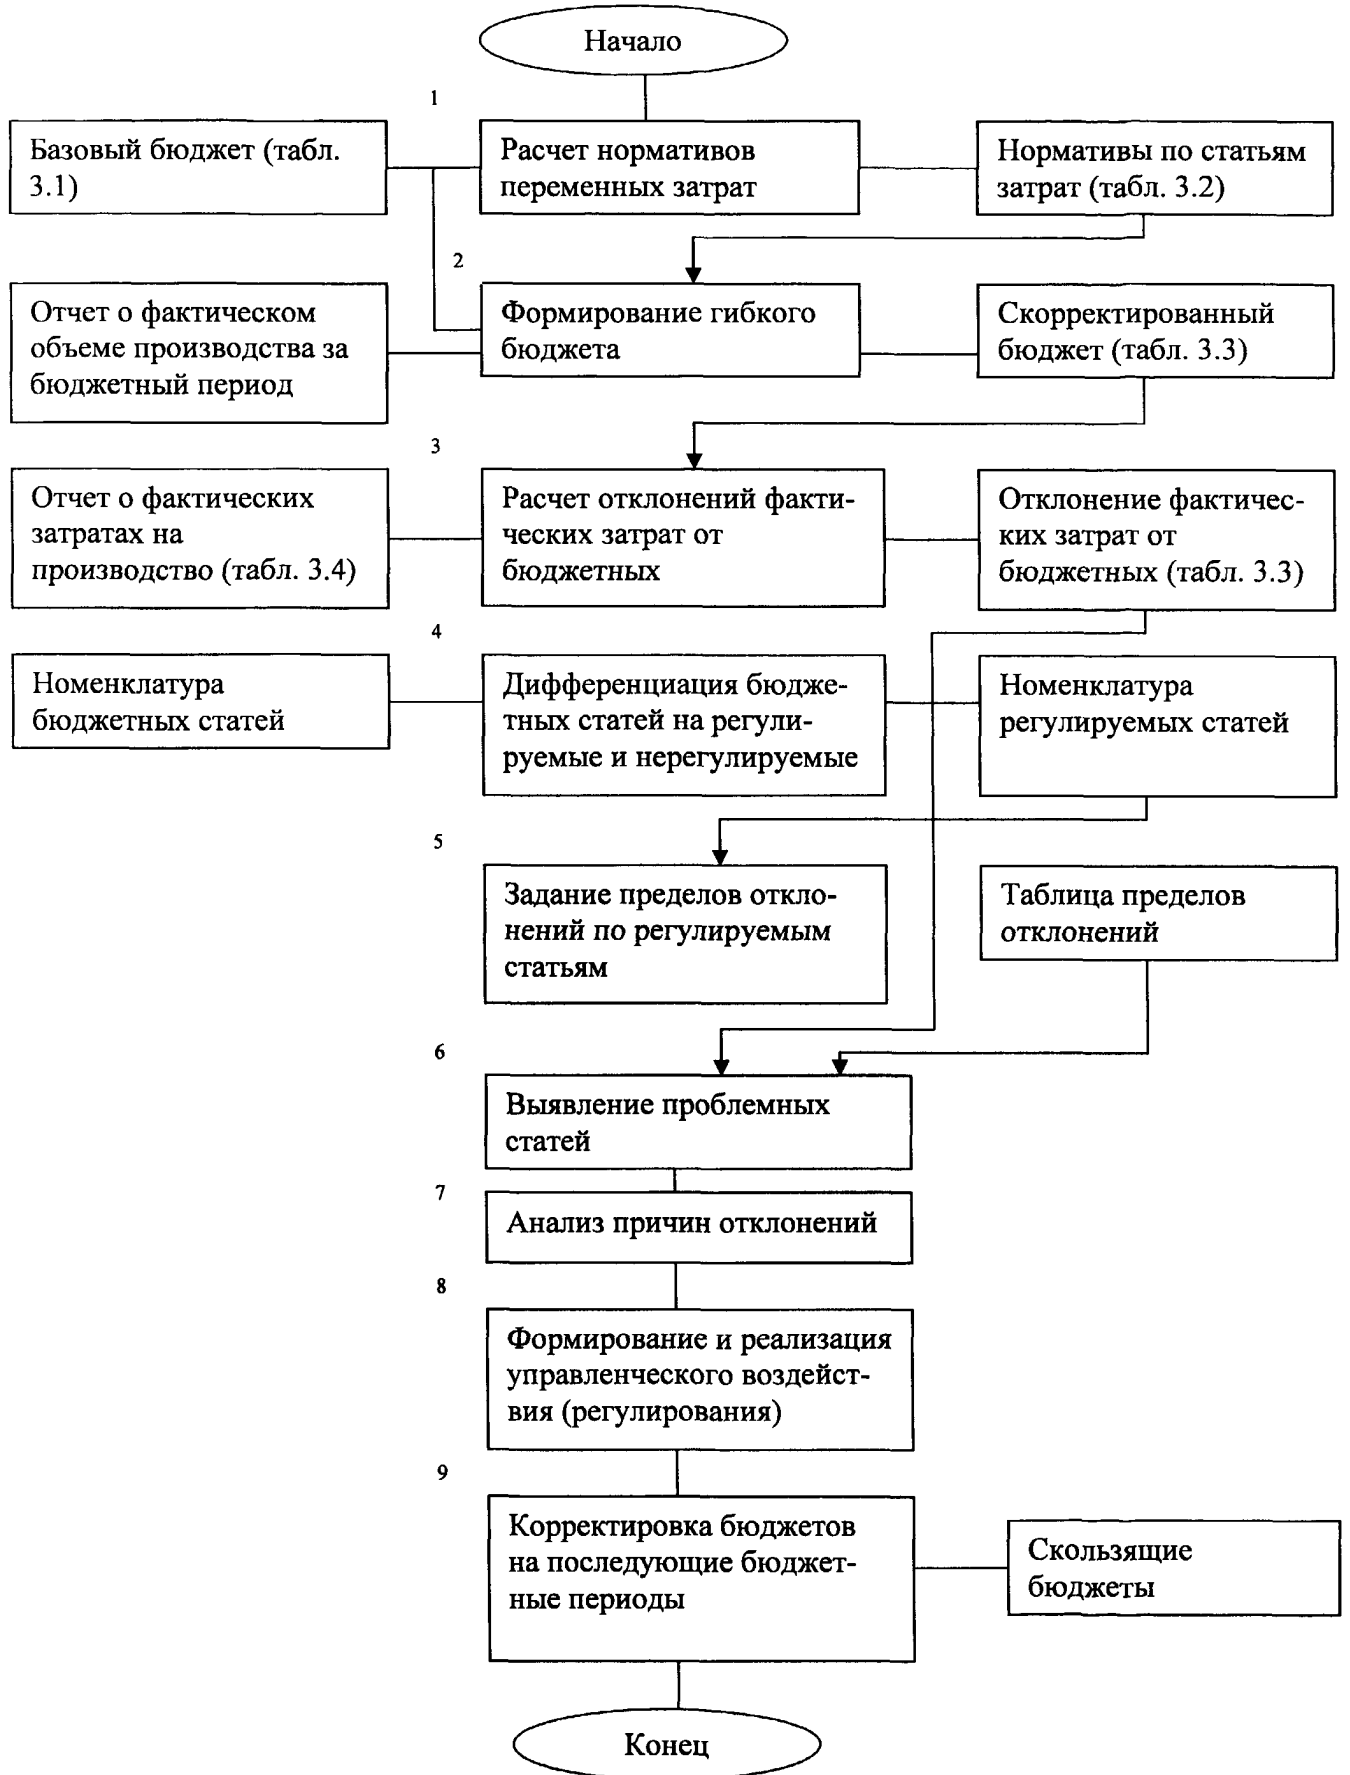 Начало
1
Базовый бюджет (табл.
3.1)
Расчет нормативов
переменных затрат
Нормативы по статьям
затрат (табл. 3.2)
2
Отчет о фактическом
объеме производства за
бюджетный период
Формирование гибкого
бюджета
Скорректированный
бюджет (табл. 3.3)
3
Отчет о фактических
затратах на
производство (табл. 3.4)
Расчет отклонений факти-
ческих затрат от
бюджетных
Отклонение фактичес-
ких затрат от
бюджетных (табл. 3.3)
4
Номенклатура
бюджетных статей
Дифференциация бюдже-
тных статей на регули-
руемые и нерегулируемые
Номенклатура
регулируемых статей
5
Задание пределов откло-
нений по регулируемым
статьям
Таблица пределов
отклонений
6
Выявление проблемных
статей
7
Анализ причин отклонений
8
Формирование и реализация
управленческого воздейст-
вия (регулирования)
9
Корректировка бюджетов
на последующие бюджет-
ные периоды
Скользящие
бюджеты
Конец